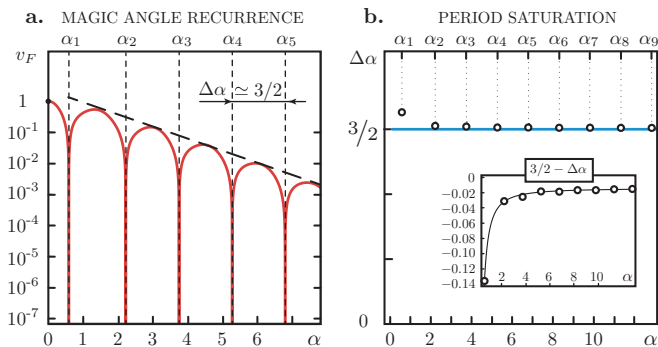 a. MAGIC ANGLE RECURRENCE
α₁ α₂ α₃ α₄ α₅
v_F
Δα ≃ 3/2
1
10⁻¹
10⁻²
10⁻³
10⁻⁴
10⁻⁵
10⁻⁶
10⁻⁷
0 1 2 3 4 5 6 α
b. PERIOD SATURATION
α₁ α₂ α₃ α₄ α₅ α₆ α₇ α₈ α₉
Δα
3/2
0
3/2 − Δα
0
−0.02
−0.04
−0.06
−0.08
−0.10
−0.12
−0.14
2 4 6 8 10 α
0 2 4 6 8 10 12 α